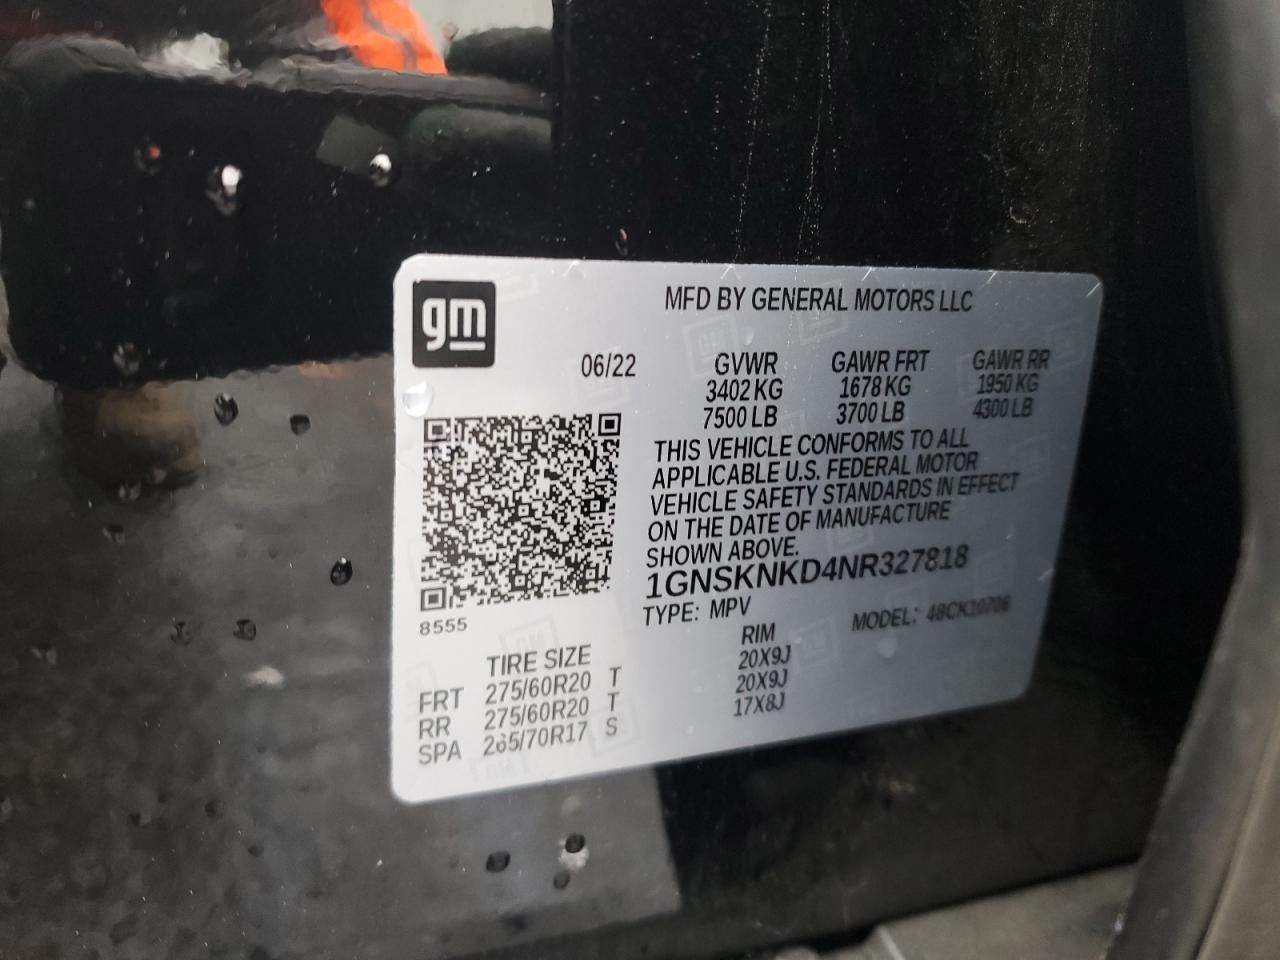 gm
MFD BY GENERAL MOTORS LLC
06/22 GVWR GAWR FRT GAWR RR
3402 KG 1678 KG 1950 KG
7500 LB 3700 LB 4300 LB
THIS VEHICLE CONFORMS TO ALL
APPLICABLE U.S. FEDERAL MOTOR
VEHICLE SAFETY STANDARDS IN EFFECT
ON THE DATE OF MANUFACTURE
SHOWN ABOVE.
1GNSKNKD4NR327818
TYPE: MPV MODEL: 48CK10706
8555
TIRE SIZE RIM
FRT 275/60R20 T 20X9J
RR 275/60R20 T 20X9J
SPA 265/70R17 S 17X8J